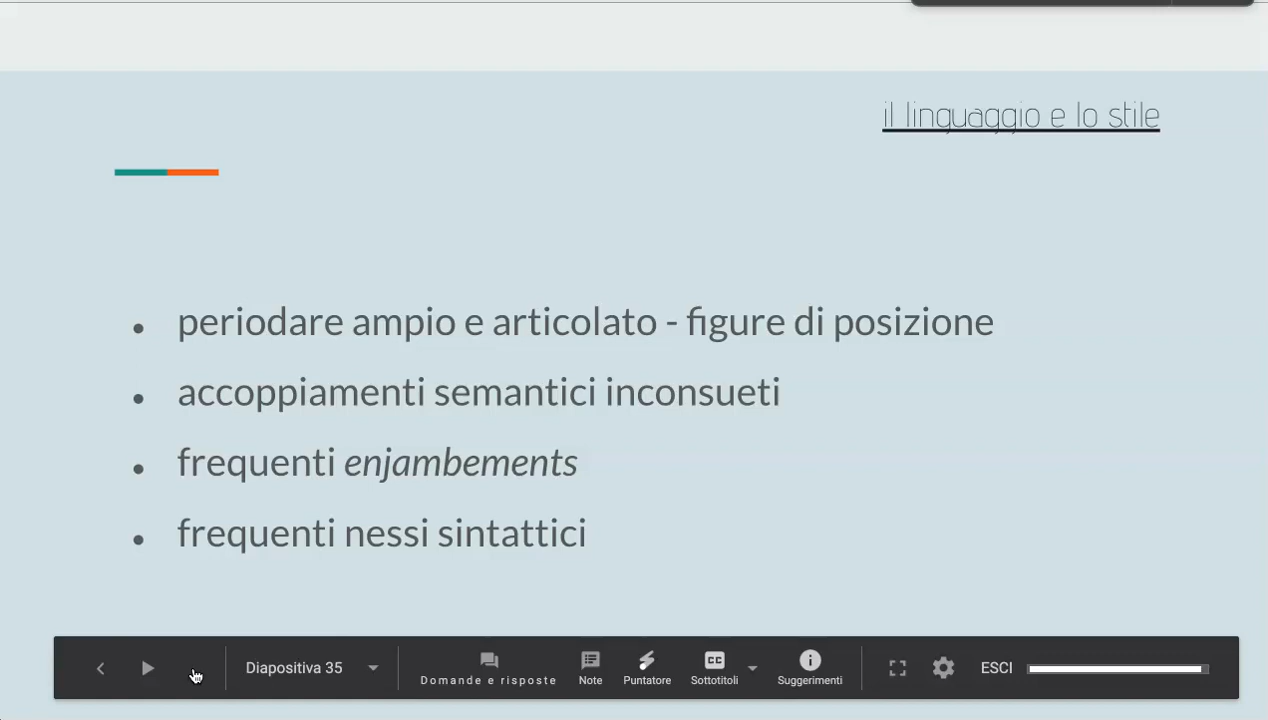 il linguaggio e lo stile
periodare ampio e articolato - figure di posizione
accoppiamenti semantici inconsueti
frequenti enjambements
frequenti nessi sintattici
Diapositiva 35
Domande e risposte
Note
Puntatore
CC
Sottotitoli
Suggerimenti
ESCI